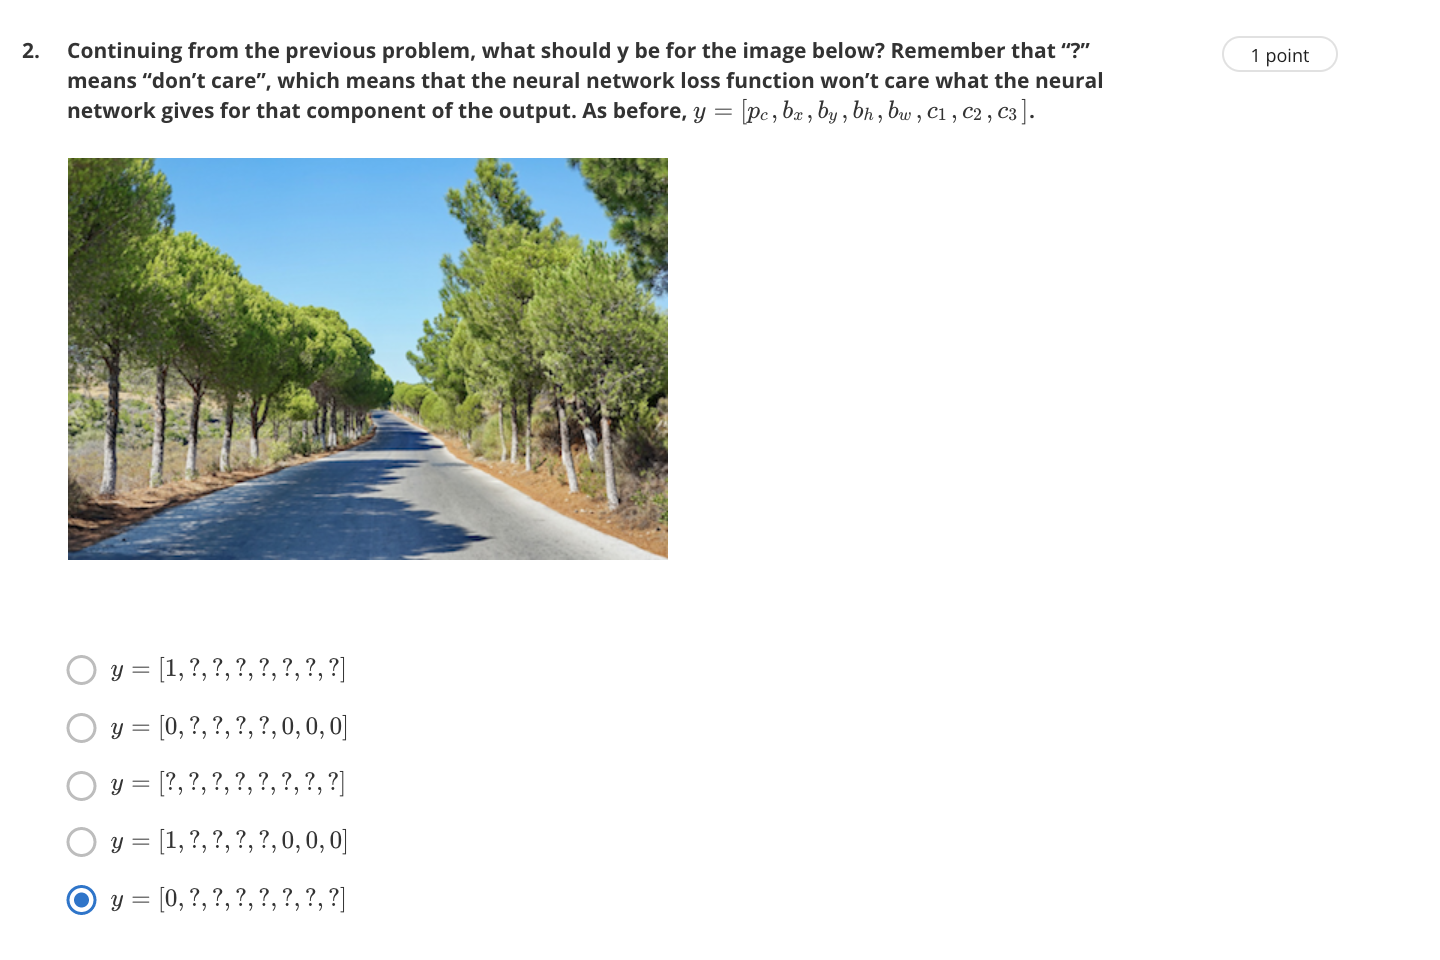 2. Continuing from the previous problem, what should y be for the image below? Remember that “?” 1 point
means “don’t care”, which means that the neural network loss function won’t care what the neural
network gives for that component of the output. As before, y = [p_c, b_x, b_y, b_h, b_w, c_1, c_2, c_3].
y = [1, ?, ?, ?, ?, ?, ?, ?]
y = [0, ?, ?, ?, ?, 0, 0, 0]
y = [?, ?, ?, ?, ?, ?, ?, ?]
y = [1, ?, ?, ?, ?, 0, 0, 0]
y = [0, ?, ?, ?, ?, ?, ?, ?]